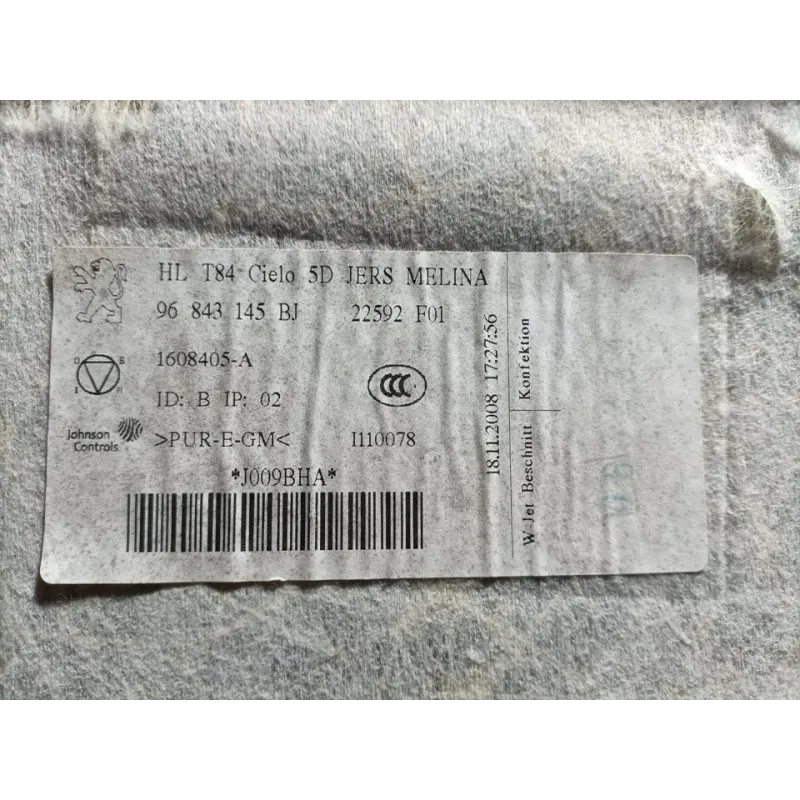 HL T84 Cielo 5D JERS MELINA
96 843 145 BJ 22592 F01
1608405-A
CCC
ID: B IP: 02
Johnson Controls
>PUR-E-GM< I110078
*J009BHA*
18.11.2008 17:27:56
W-Jet Beschnitt Konfektion